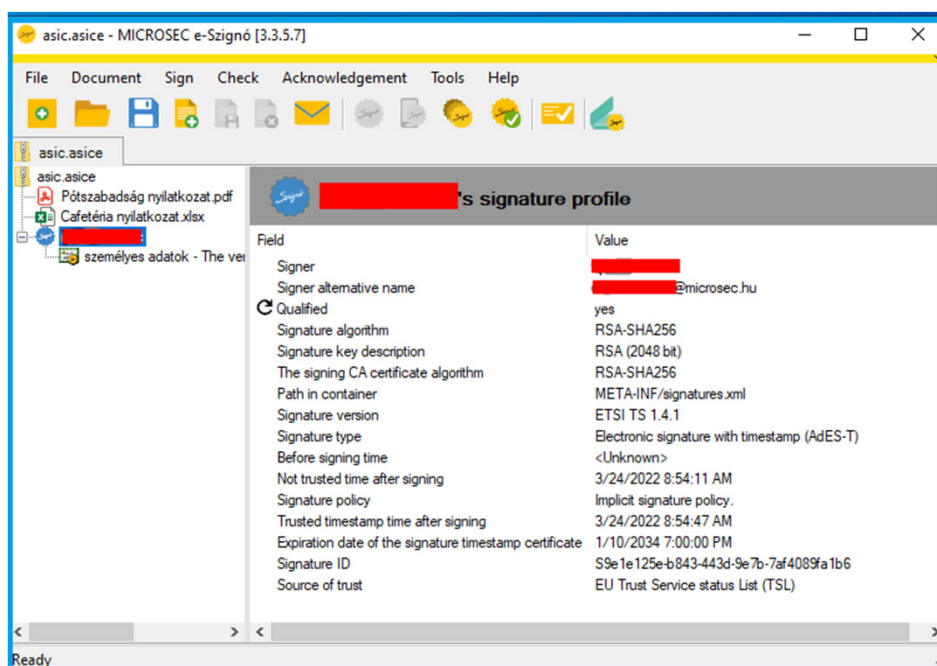 asic.asice - MICROSEC e-Szignó [3.3.5.7]
File Document Sign Check Acknowledgement Tools Help
asic.asice
asic.asice
Pótszabadság nyilatkozat.pdf
Cafetéria nyilatkozat.xlsx
személyes adatok - The ver
's signature profile
Field Value
Signer
Signer alternative name @microsec.hu
Qualified yes
Signature algorithm RSA-SHA256
Signature key description RSA (2048 bit)
The signing CA certificate algorithm RSA-SHA256
Path in container META-INF/signatures.xml
Signature version ETSI TS 1.4.1
Signature type Electronic signature with timestamp (AdES-T)
Before signing time <Unknown>
Not trusted time after signing 3/24/2022 8:54:11 AM
Signature policy Implicit signature policy.
Trusted timestamp time after signing 3/24/2022 8:54:47 AM
Expiration date of the signature timestamp certificate 1/10/2034 7:00:00 PM
Signature ID S9e1e125e-b843-443d-9e7b-7af4089fa1b6
Source of trust EU Trust Service status List (TSL)
Ready